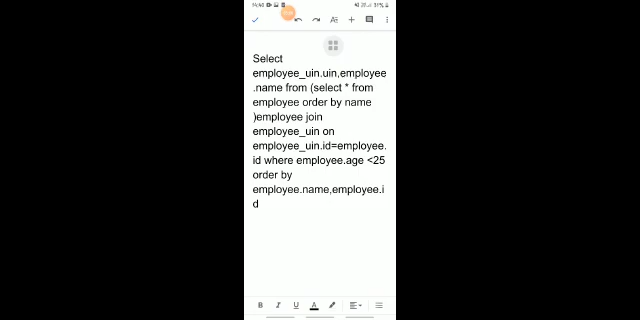 Select
employee_uin.uin,employee
.name from (select * from
employee order by name
)employee join
employee_uin on
employee_uin.id=employee.
id where employee.age <25
order by
employee.name,employee.i
d
B I U A